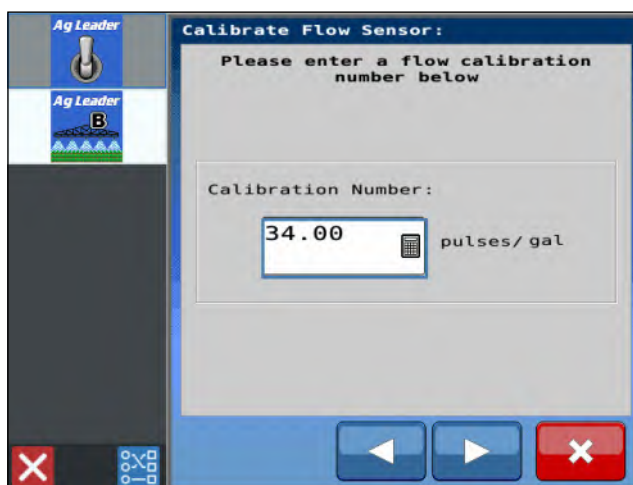 Ag Leader
Calibrate Flow Sensor:
Please enter a flow calibration
number below
Ag Leader
B
Calibration Number:
34.00
pulses/gal